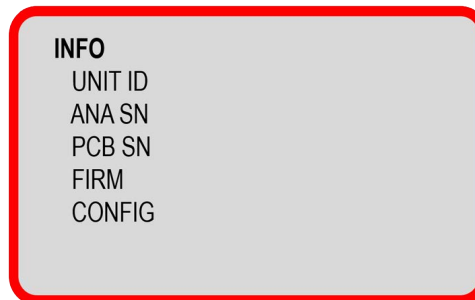 INFO
UNIT ID
ANA SN
PCB SN
FIRM
CONFIG